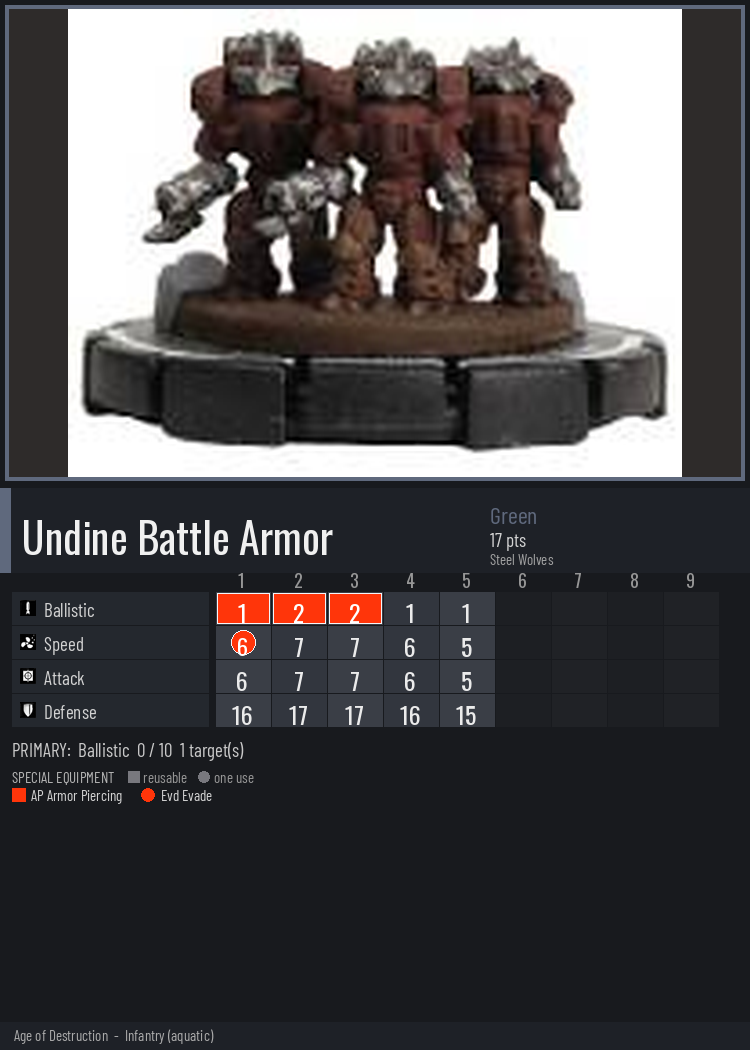 Undine Battle Armor
Green
17 pts
Steel Wolves
1 2 3 4 5 6 7 8 9
Ballistic 1 2 2 1 1
Speed 6 7 7 6 5
Attack 6 7 7 6 5
Defense 16 17 17 16 15
PRIMARY: Ballistic 0 / 10 1 target(s)
SPECIAL EQUIPMENT reusable one use
AP Armor Piercing Evd Evade
Age of Destruction - Infantry (aquatic)